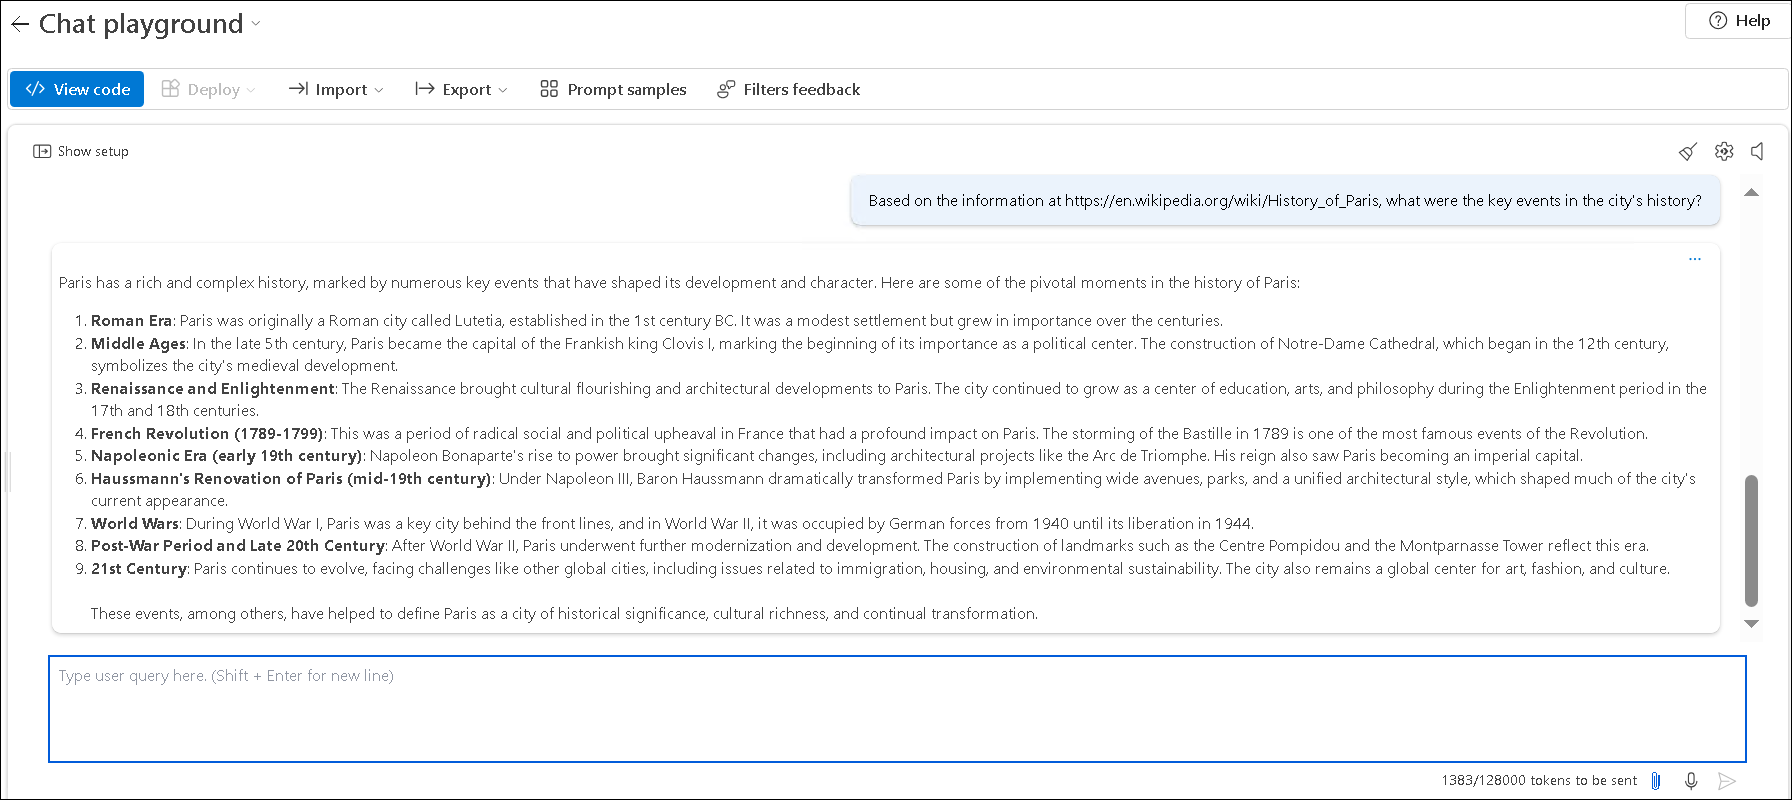 Chat playground
Help
View code
Deploy
Import
Export
Prompt samples
Filters feedback
Show setup
Based on the information at https://en.wikipedia.org/wiki/History_of_Paris, what were the key events in the city's history?
Paris has a rich and complex history, marked by numerous key events that have shaped its development and character. Here are some of the pivotal moments in the history of Paris:
1. Roman Era: Paris was originally a Roman city called Lutetia, established in the 1st century BC. It was a modest settlement but grew in importance over the centuries.
2. Middle Ages: In the late 5th century, Paris became the capital of the Frankish king Clovis I, marking the beginning of its importance as a political center. The construction of Notre-Dame Cathedral, which began in the 12th century,
symbolizes the city's medieval development.
3. Renaissance and Enlightenment: The Renaissance brought cultural flourishing and architectural developments to Paris. The city continued to grow as a center of education, arts, and philosophy during the Enlightenment period in the
17th and 18th centuries.
4. French Revolution (1789-1799): This was a period of radical social and political upheaval in France that had a profound impact on Paris. The storming of the Bastille in 1789 is one of the most famous events of the Revolution.
5. Napoleonic Era (early 19th century): Napoleon Bonaparte's rise to power brought significant changes, including architectural projects like the Arc de Triomphe. His reign also saw Paris becoming an imperial capital.
6. Haussmann's Renovation of Paris (mid-19th century): Under Napoleon III, Baron Haussmann dramatically transformed Paris by implementing wide avenues, parks, and a unified architectural style, which shaped much of the city's
current appearance.
7. World Wars: During World War I, Paris was a key city behind the front lines, and in World War II, it was occupied by German forces from 1940 until its liberation in 1944.
8. Post-War Period and Late 20th Century: After World War II, Paris underwent further modernization and development. The construction of landmarks such as the Centre Pompidou and the Montparnasse Tower reflect this era.
9. 21st Century: Paris continues to evolve, facing challenges like other global cities, including issues related to immigration, housing, and environmental sustainability. The city also remains a global center for art, fashion, and culture.
These events, among others, have helped to define Paris as a city of historical significance, cultural richness, and continual transformation.
Type user query here. (Shift + Enter for new line)
1383/128000 tokens to be sent